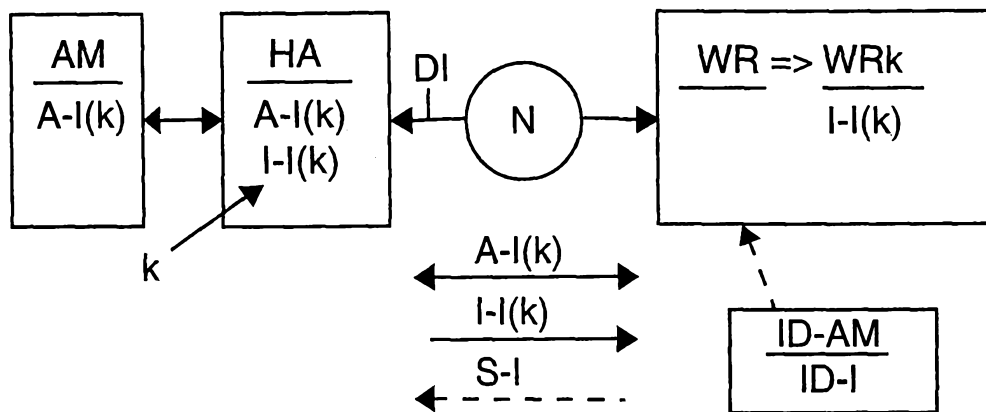 AM
A-I(k)
HA
A-I(k)
I-I(k)
k
DI
N
WR => WRk
I-I(k)
A-I(k)
I-I(k)
S-I
ID-AM
ID-I